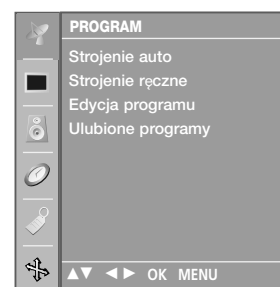 PROGRAM
Strojenie auto
Strojenie ręczne
Edycja programu
Ulubione programy
▲▼ ◄► OK MENU